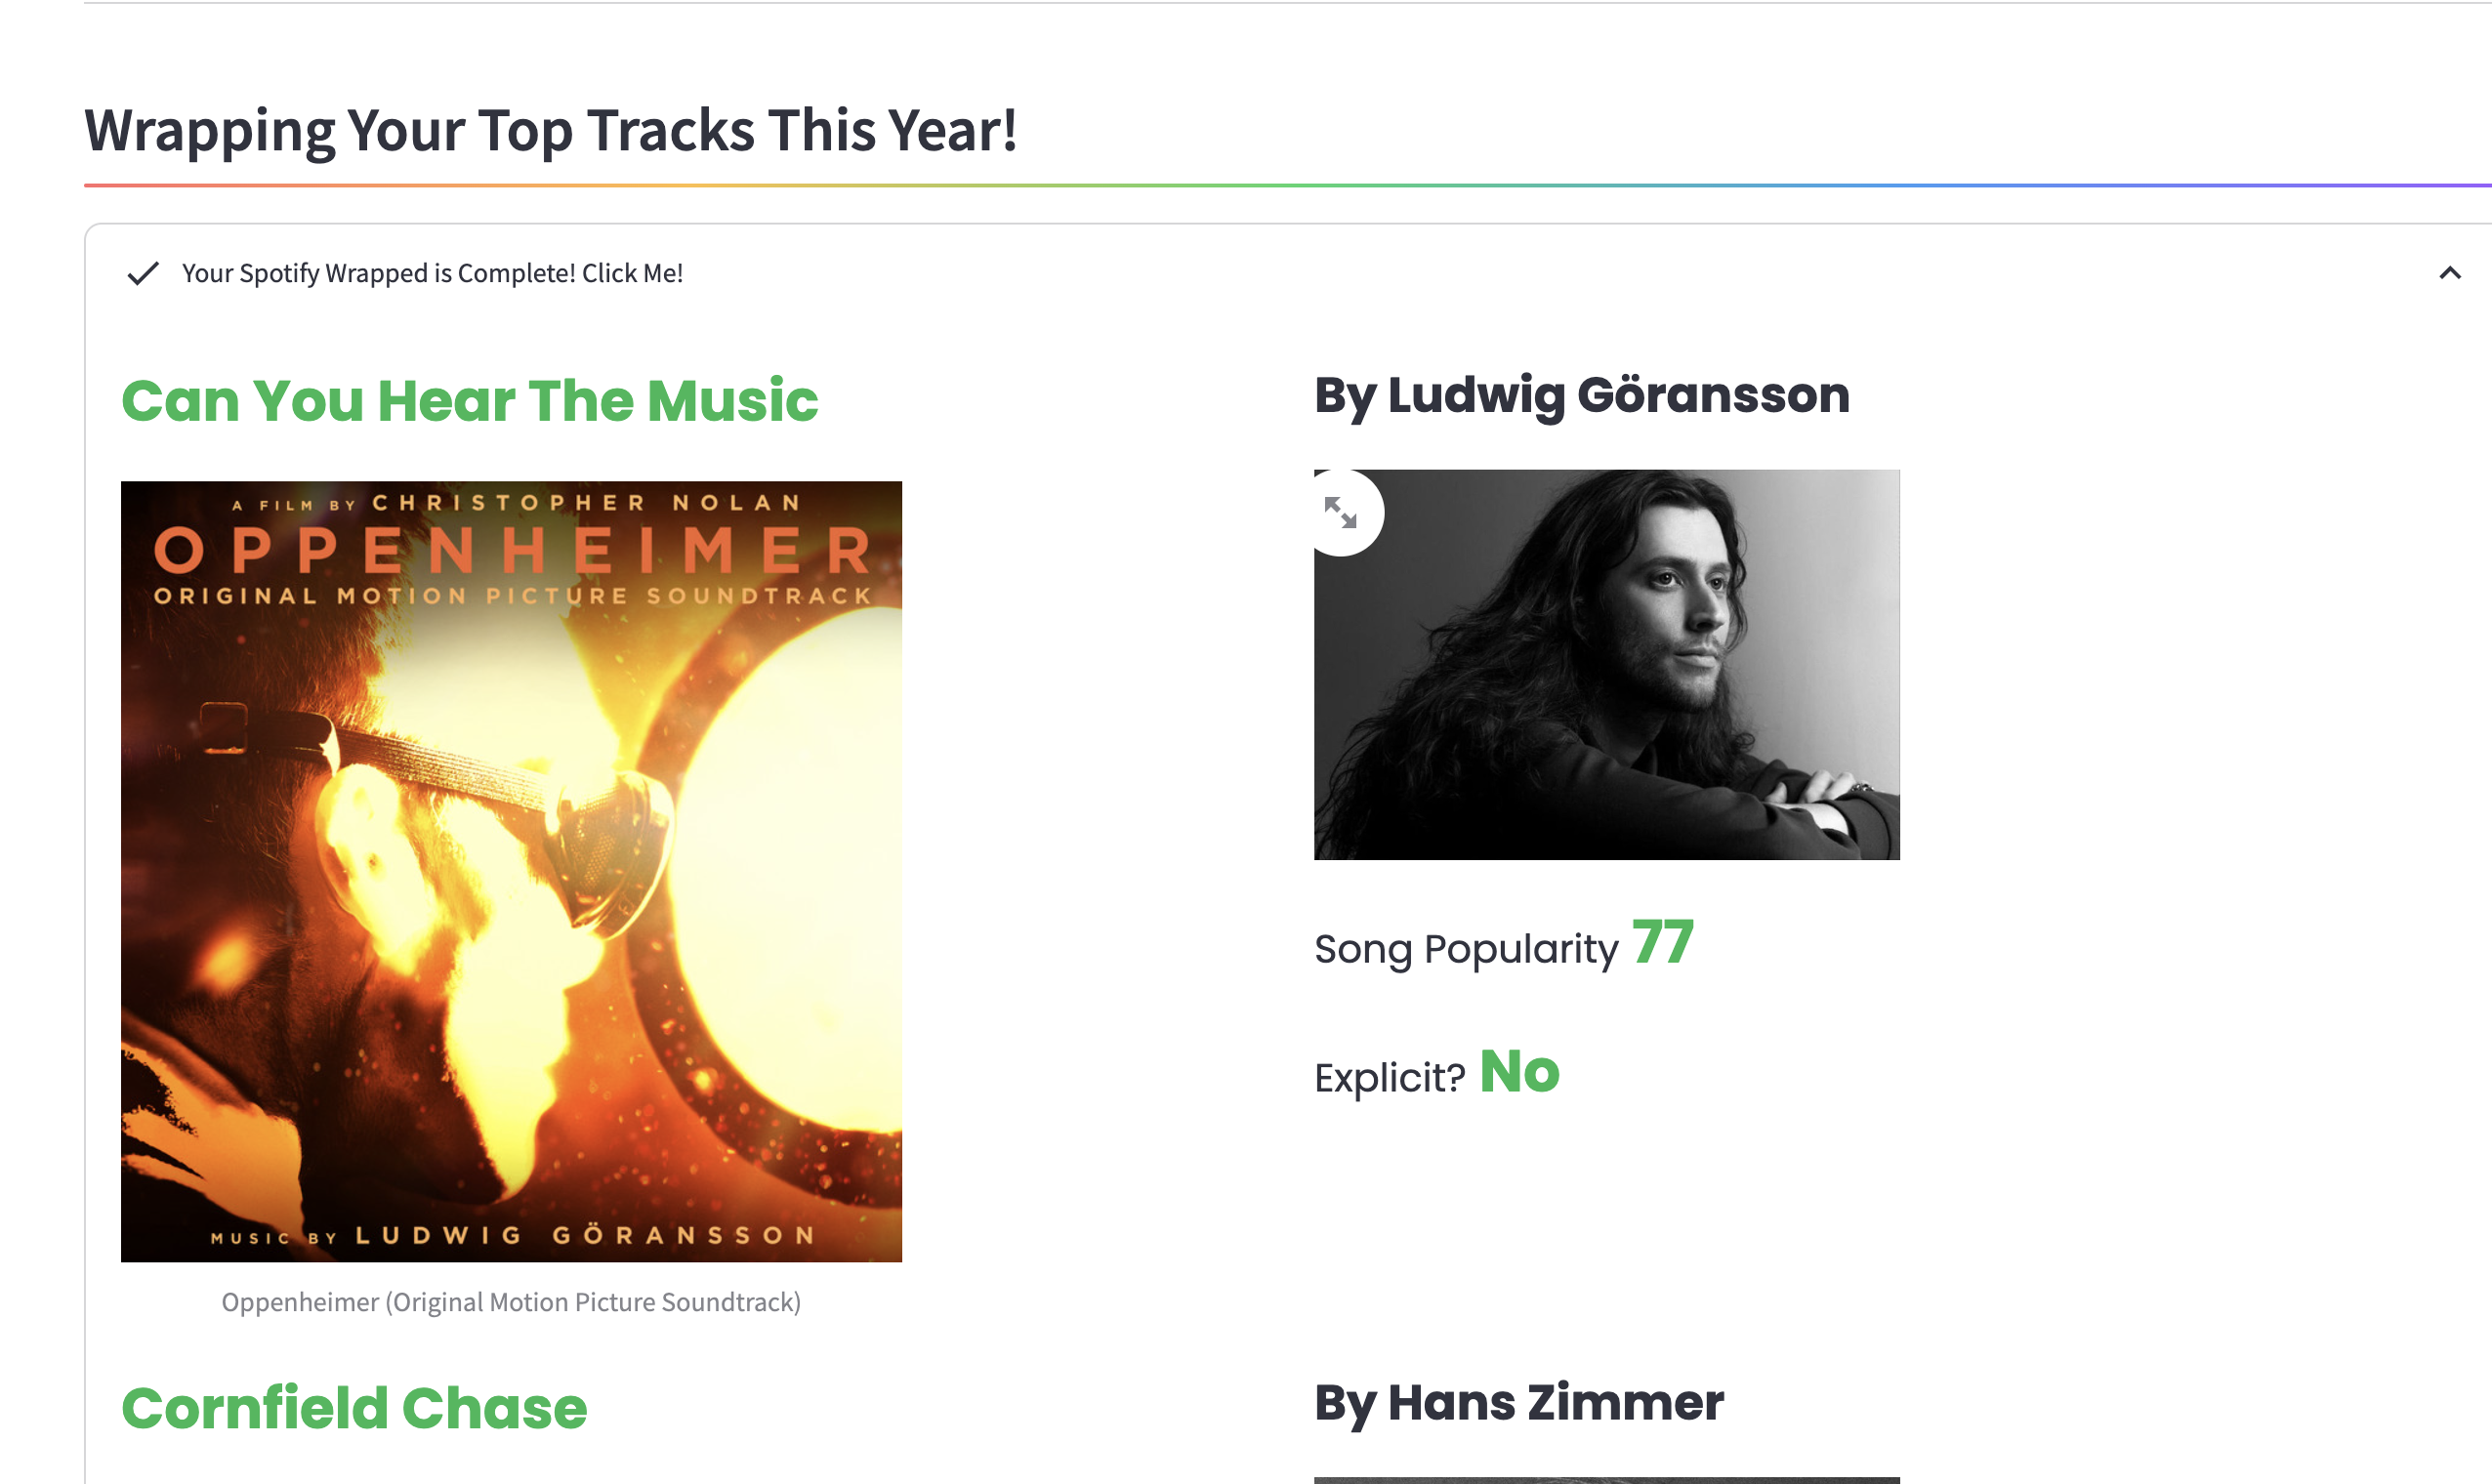 Wrapping Your Top Tracks This Year!
Your Spotify Wrapped is Complete! Click Me!
Can You Hear The Music
By Ludwig Göransson
A FILM BY CHRISTOPHER NOLAN
OPPENHEIMER
ORIGINAL MOTION PICTURE SOUNDTRACK
MUSIC BY LUDWIG GÖRANSSON
Song Popularity 77
Explicit? No
Oppenheimer (Original Motion Picture Soundtrack)
Cornfield Chase
By Hans Zimmer